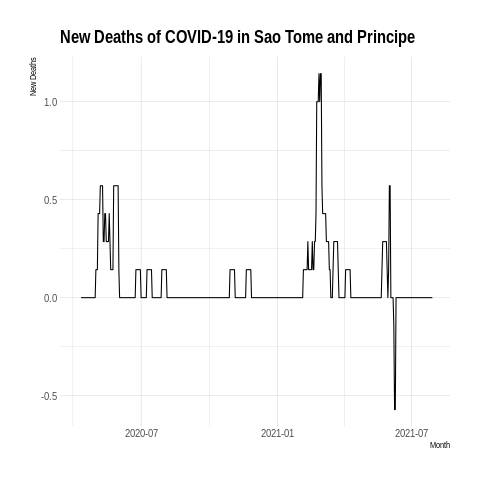 New Deaths of COVID-19 in Sao Tome and Principe
New Deaths
1.0
0.5
0.0
-0.5
2020-07
2021-01
2021-07
Month